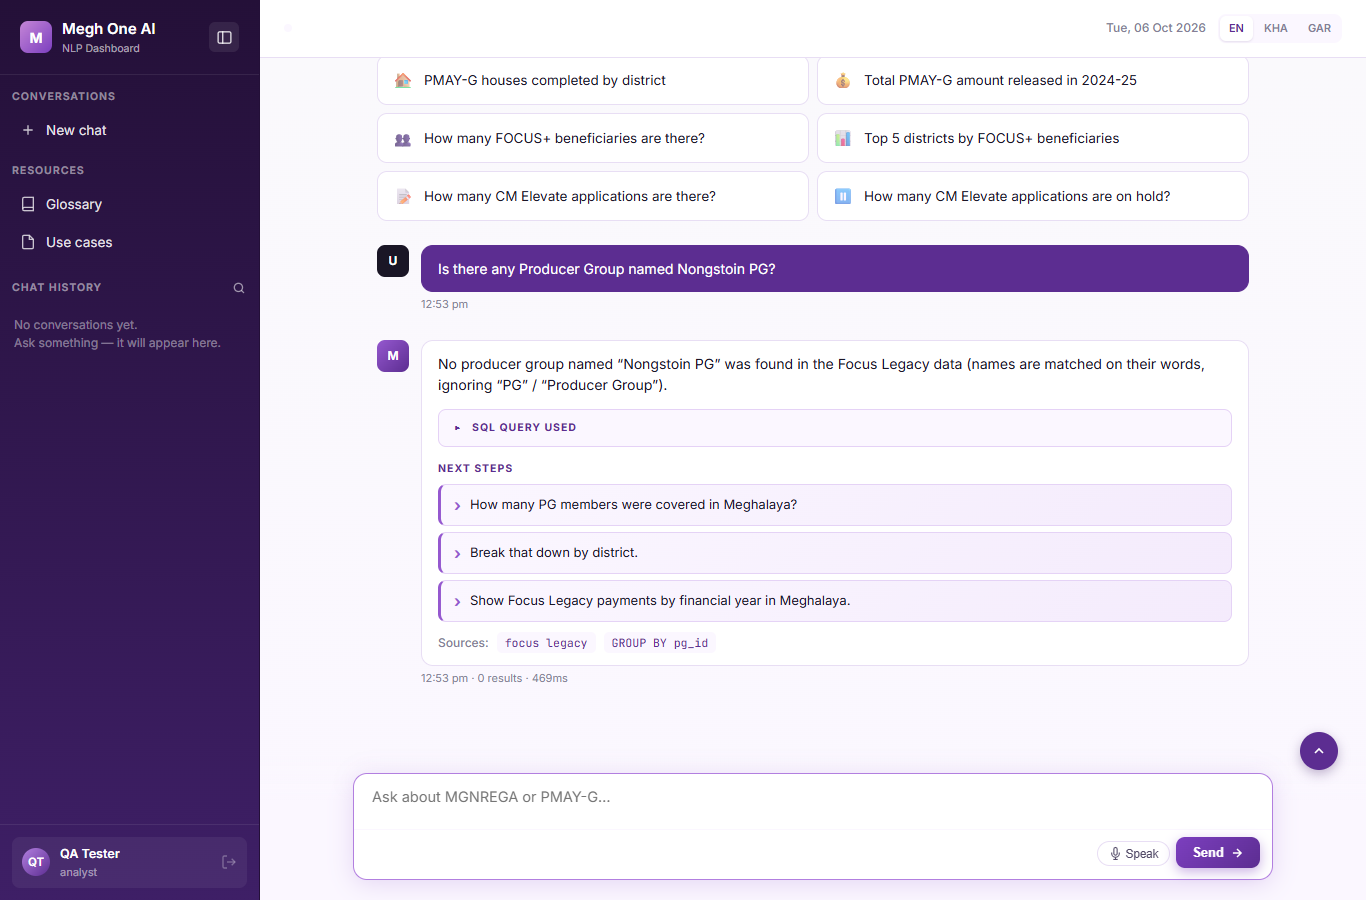 M
Megh One AI
NLP Dashboard
CONVERSATIONS
New chat
RESOURCES
Glossary
Use cases
CHAT HISTORY
No conversations yet.
Ask something — it will appear here.
QT
QA Tester
analyst
Tue, 06 Oct 2026
EN KHA GAR
PMAY-G houses completed by district
Total PMAY-G amount released in 2024-25
How many FOCUS+ beneficiaries are there?
Top 5 districts by FOCUS+ beneficiaries
How many CM Elevate applications are there?
How many CM Elevate applications are on hold?
U
Is there any Producer Group named Nongstoin PG?
12:53 pm
M
No producer group named “Nongstoin PG” was found in the Focus Legacy data (names are matched on their words,
ignoring “PG” / “Producer Group”).
SQL QUERY USED
NEXT STEPS
How many PG members were covered in Meghalaya?
Break that down by district.
Show Focus Legacy payments by financial year in Meghalaya.
Sources: focus legacy GROUP BY pg_id
12:53 pm · 0 results · 469ms
Ask about MGNREGA or PMAY-G...
Speak
Send →